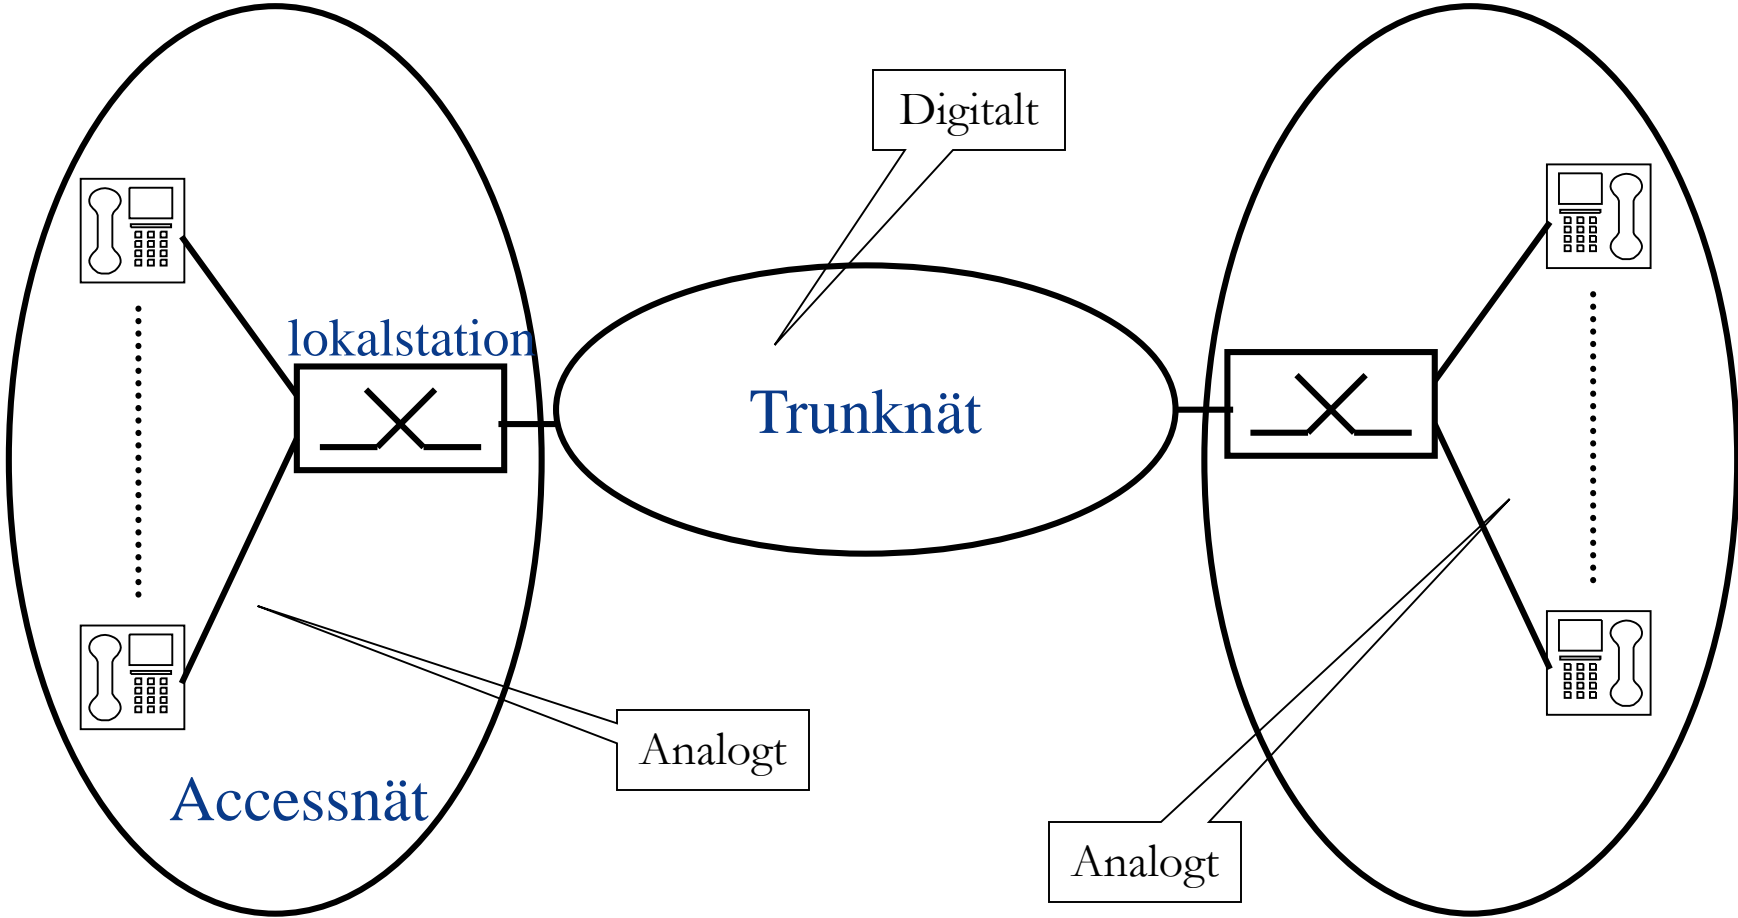 Digitalt
lokalstation
Trunknät
Analogt
Accessnät
Analogt